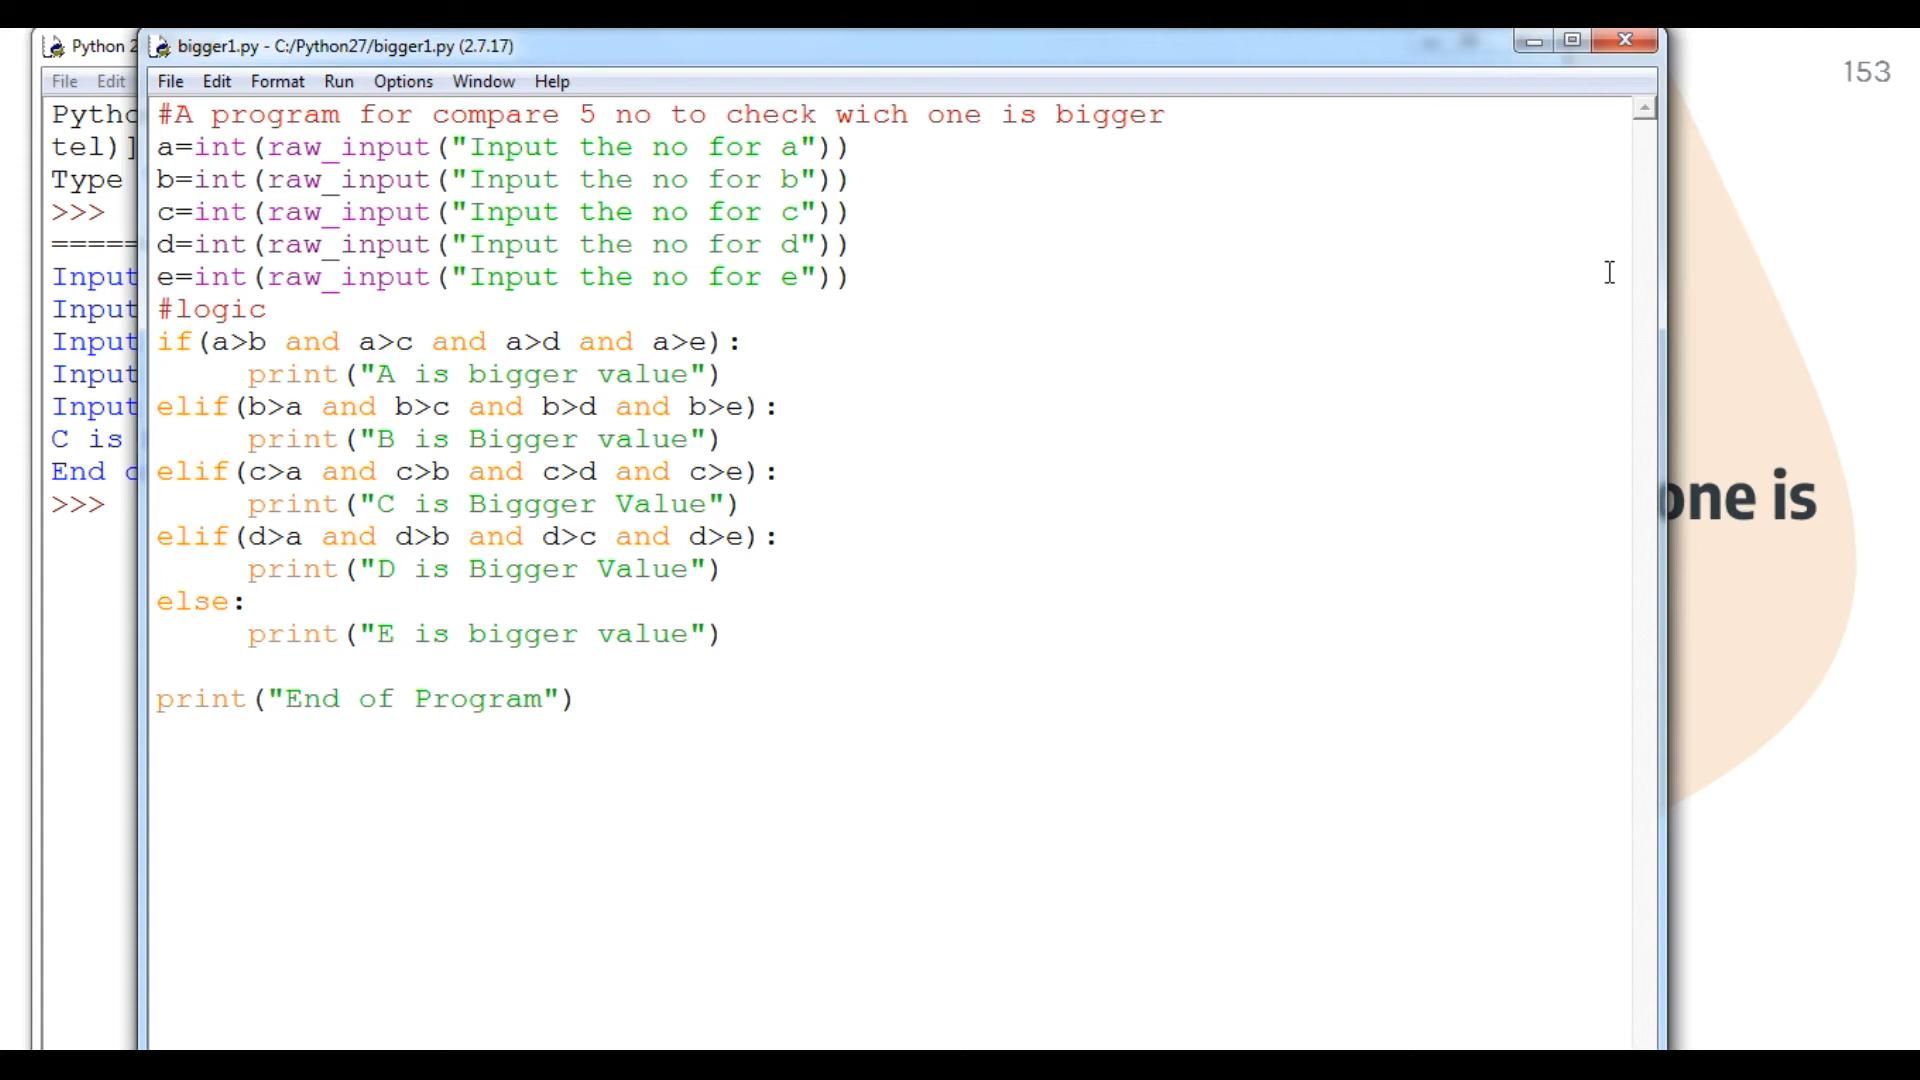 153
Python 2
bigger1.py - C:/Python27/bigger1.py (2.7.17)
File Edit
File Edit Format Run Options Window Help
Pytho
tel)]
Type
>>>
=====
Input
Input
Input
Input
Input
C is
End o
>>>
#A program for compare 5 no to check wich one is bigger
a=int(raw_input("Input the no for a"))
b=int(raw_input("Input the no for b"))
c=int(raw_input("Input the no for c"))
d=int(raw_input("Input the no for d"))
e=int(raw_input("Input the no for e"))
#logic
if(a>b and a>c and a>d and a>e):
print("A is bigger value")
elif(b>a and b>c and b>d and b>e):
print("B is Bigger value")
elif(c>a and c>b and c>d and c>e):
print("C is Biggger Value")
elif(d>a and d>b and d>c and d>e):
print("D is Bigger Value")
else:
print("E is bigger value")
print("End of Program")
one is